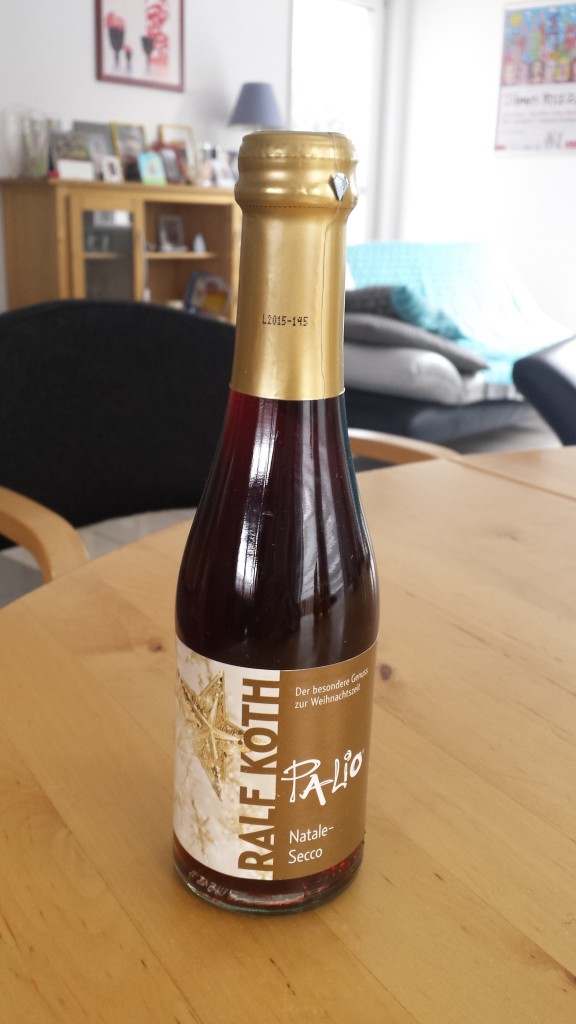 L2015-145
Der besondere Genuss
zur Weihnachtszeit
RALF KOTH
PALIO
Natale-
Secco